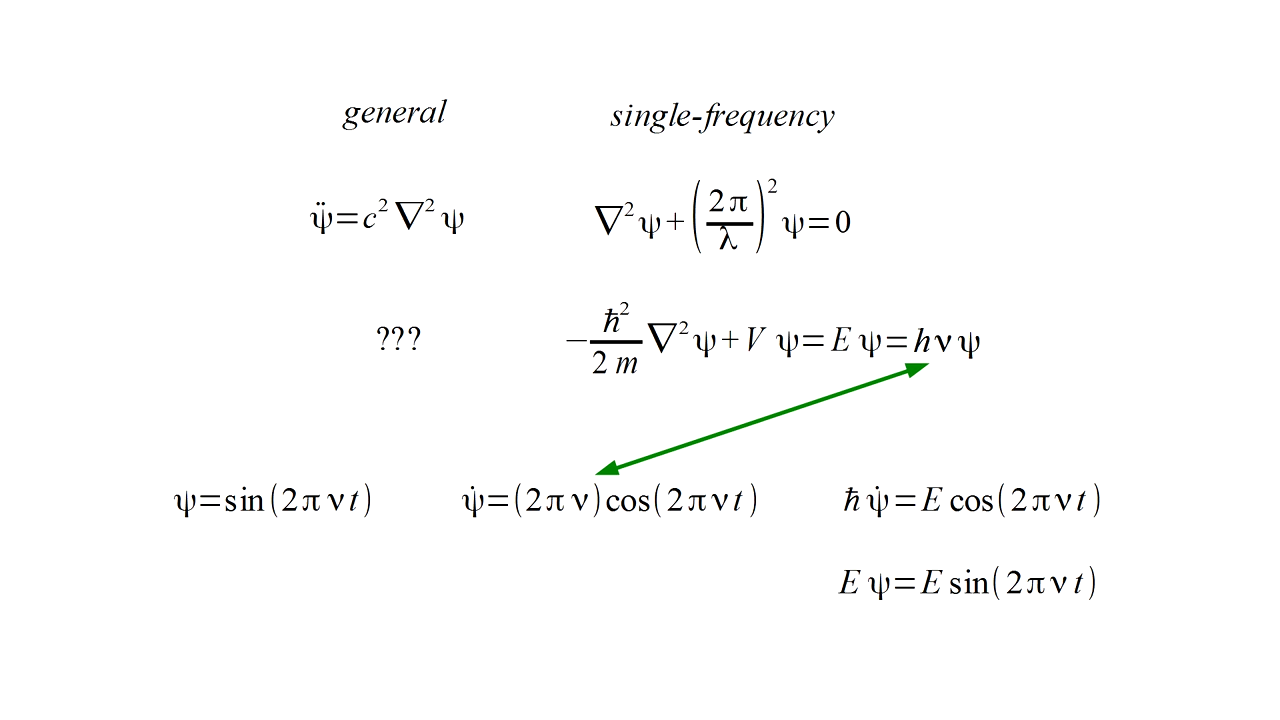 general single-frequency
ψ̈=c²∇²ψ ∇²ψ+(2π/λ)²ψ=0
??? −ħ²/2m ∇²ψ+V ψ=E ψ=hνψ
ψ=sin(2πνt) ψ̇=(2πν)cos(2πνt) ħψ̇=E cos(2πνt)
E ψ=E sin(2πνt)